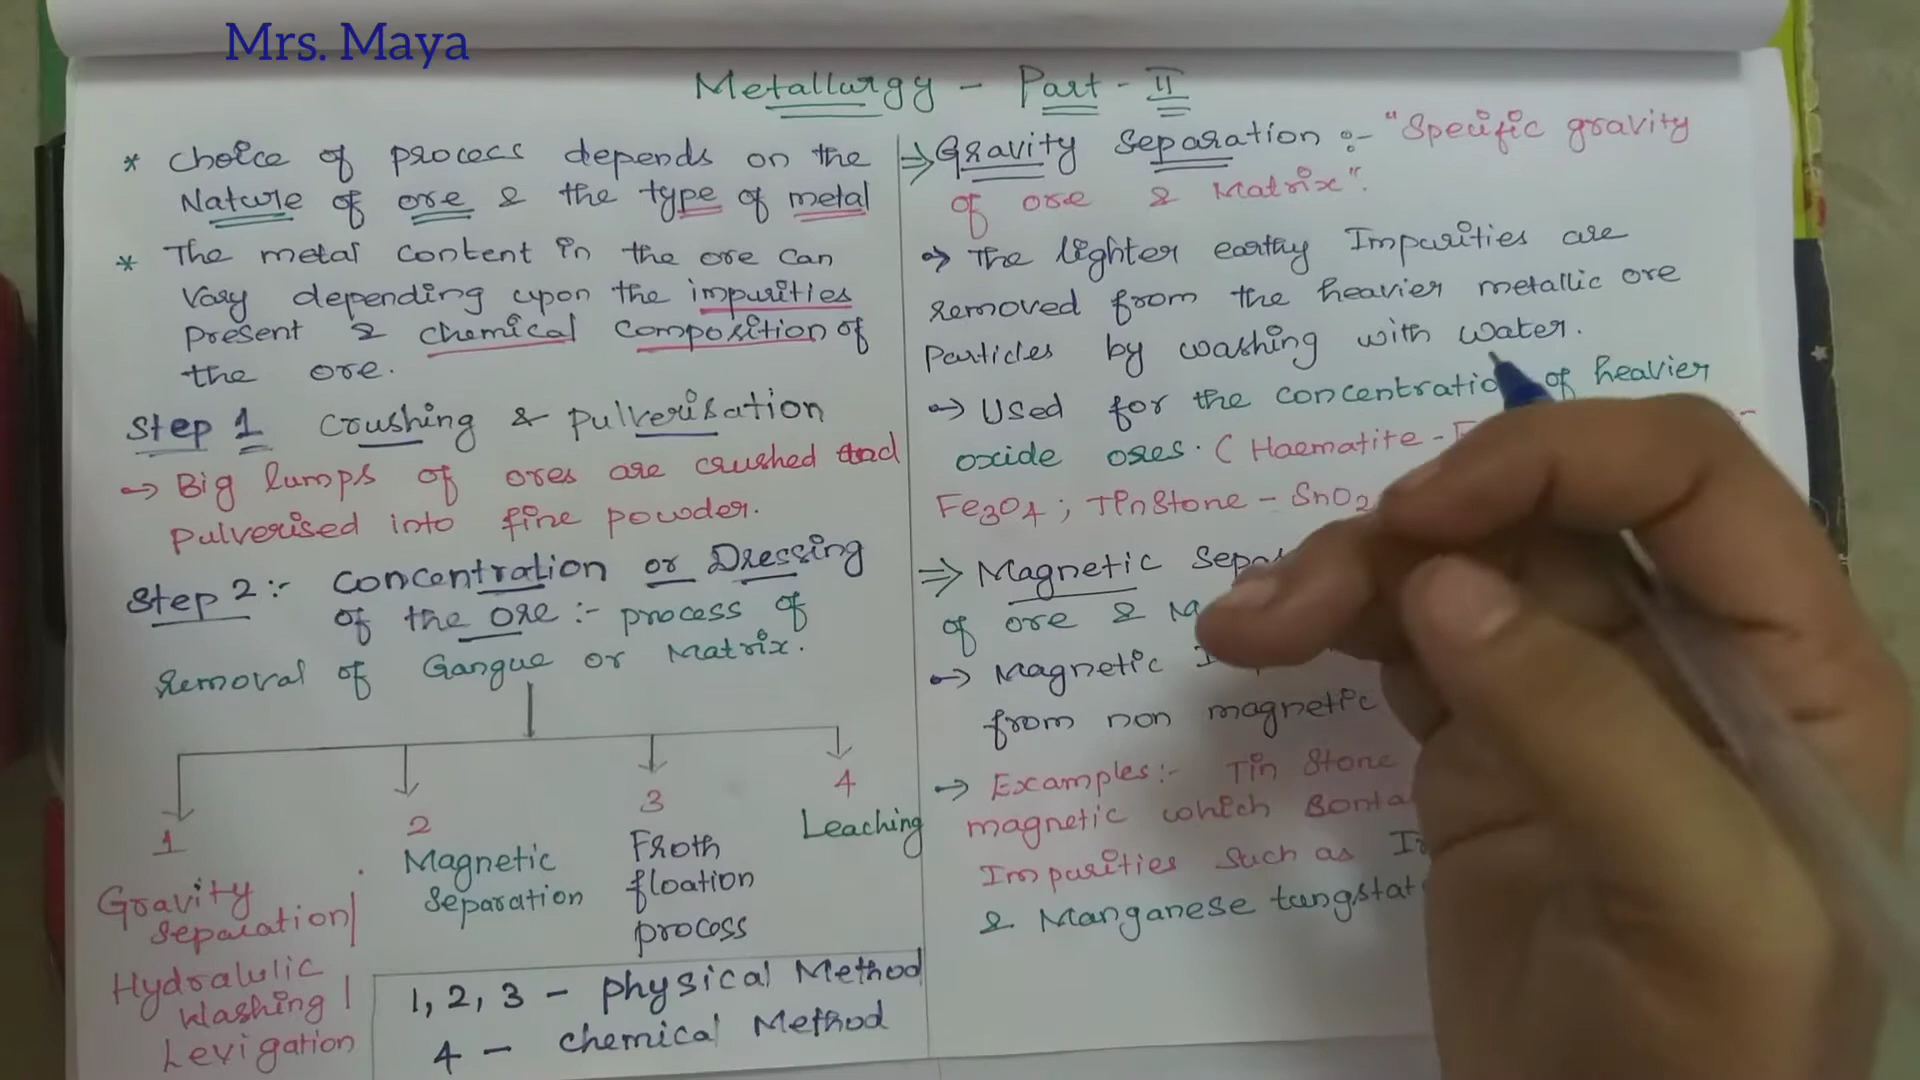 Mrs. Maya
Metallurgy - Part - II
* Choice of process depends on the
Nature of ore & the type of metal
* The metal content in the ore can
Vary depending upon the impurities
present & chemical composition of
the ore.
Step 1 Crushing & pulverisation
→ Big lumps of ores are crushed and
pulverised into fine powder.
Step 2 :- Concentration or Dressing
of the ore :- process of
removal of Gangue or Matrix.
1
Gravity
Separation/
Hydralulic
Washing /
Levigation
2
Magnetic
Separation
3
Froth
floation
process
4
Leaching
1, 2, 3 - physical Method
4 - chemical Method
⇒ Gravity Separation :- "Specific gravity
of ore & Matrix".
→ The lighter earthy Impurities are
removed from the heavier metallic ore
Particles by washing with water.
→ Used for the concentration of heavier
oxide ores. (Haematite -
Fe3O4 ; TinStone - SnO2
⇒ Magnetic
of ore &
→ Magnetic
from non magnetic
→ Examples:- Tin Stone
magnetic which
Impurities such as
& Manganese